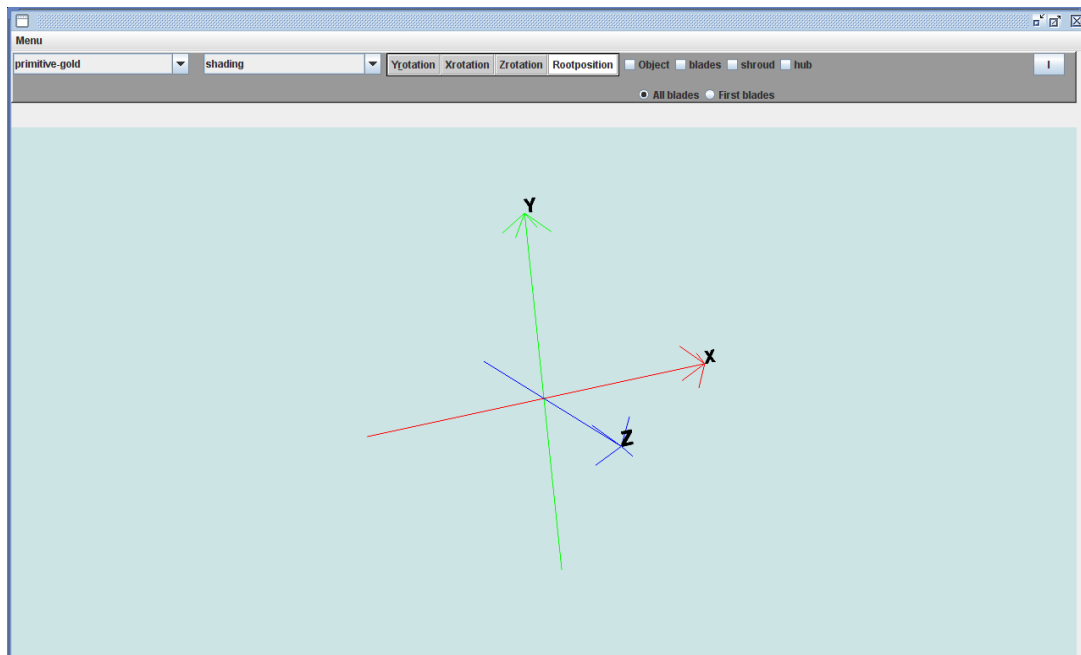 Menu
primitive-gold shading Yrotation Xrotation Zrotation Rootposition Object blades shroud hub I
All blades First blades
Y
X
Z